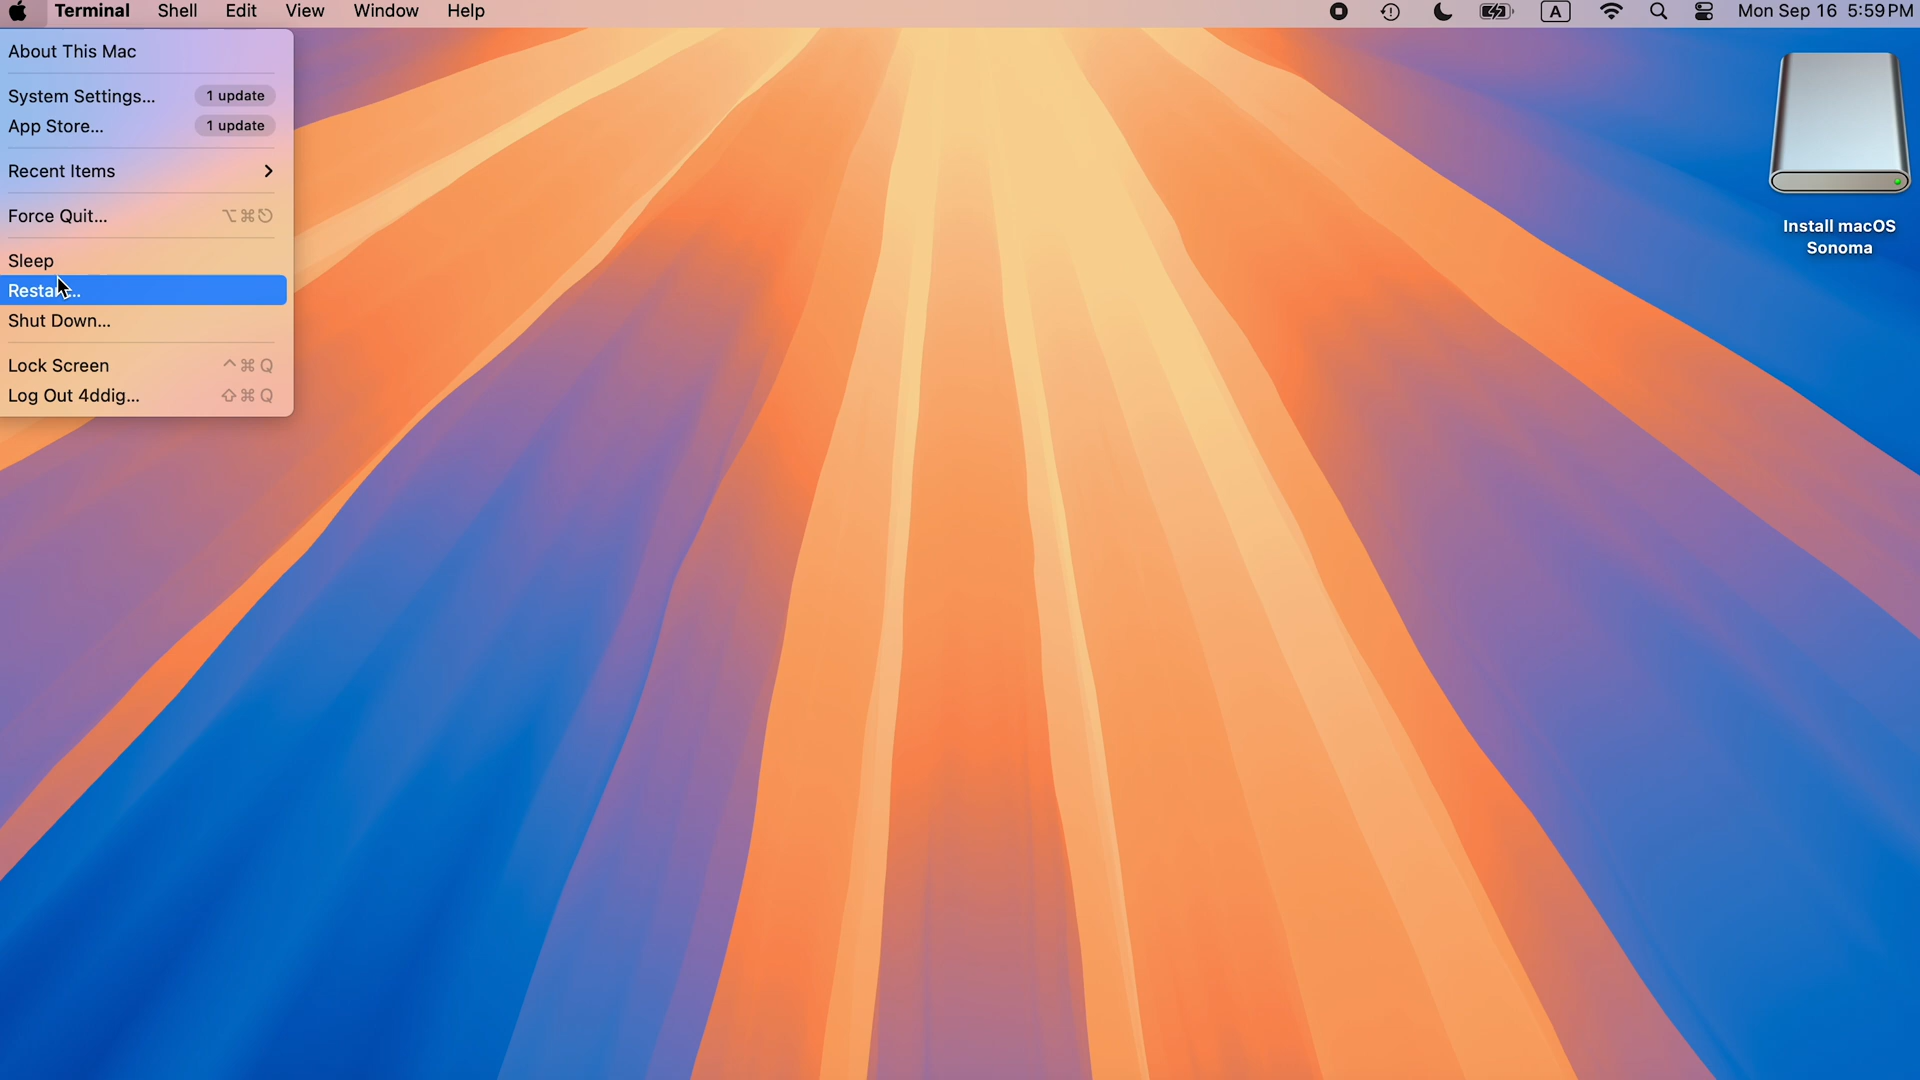 Terminal Shell Edit View Window Help A Mon Sep 16 5:59 PM
About This Mac
System Settings... 1 update
App Store... 1 update
Recent Items
Force Quit... ⌥⌘⎋
Sleep
Restart...
Shut Down...
Lock Screen ^⌘Q
Log Out 4ddig... ⇧⌘Q
Install macOS
Sonoma